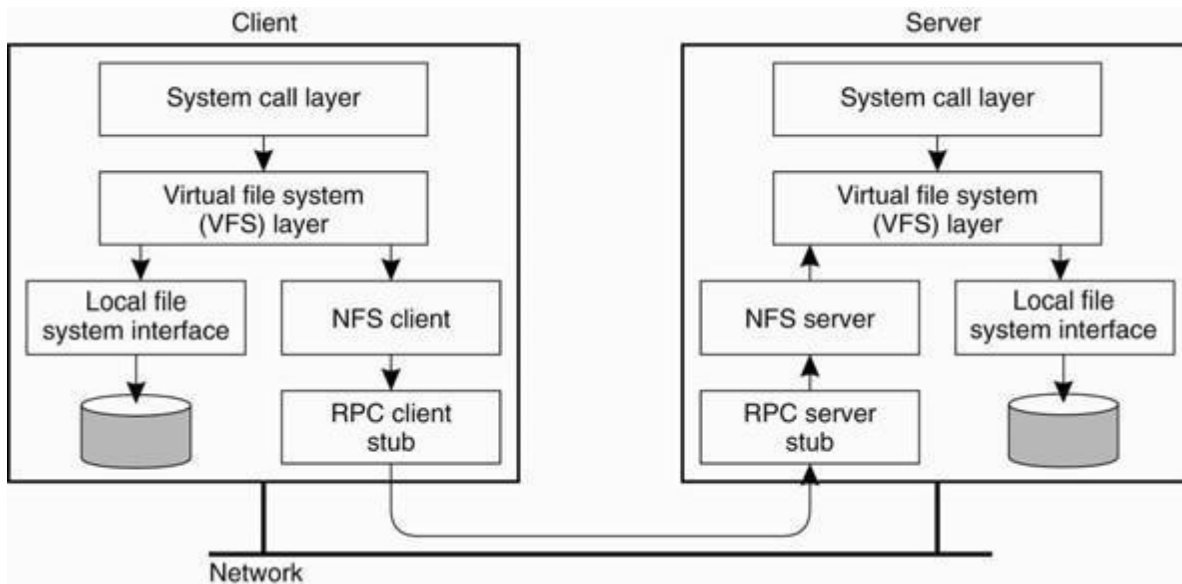 Client
System call layer
Virtual file system
(VFS) layer
Local file
system interface
NFS client
RPC client
stub
Server
System call layer
Virtual file system
(VFS) layer
NFS server
Local file
system interface
RPC server
stub
Network